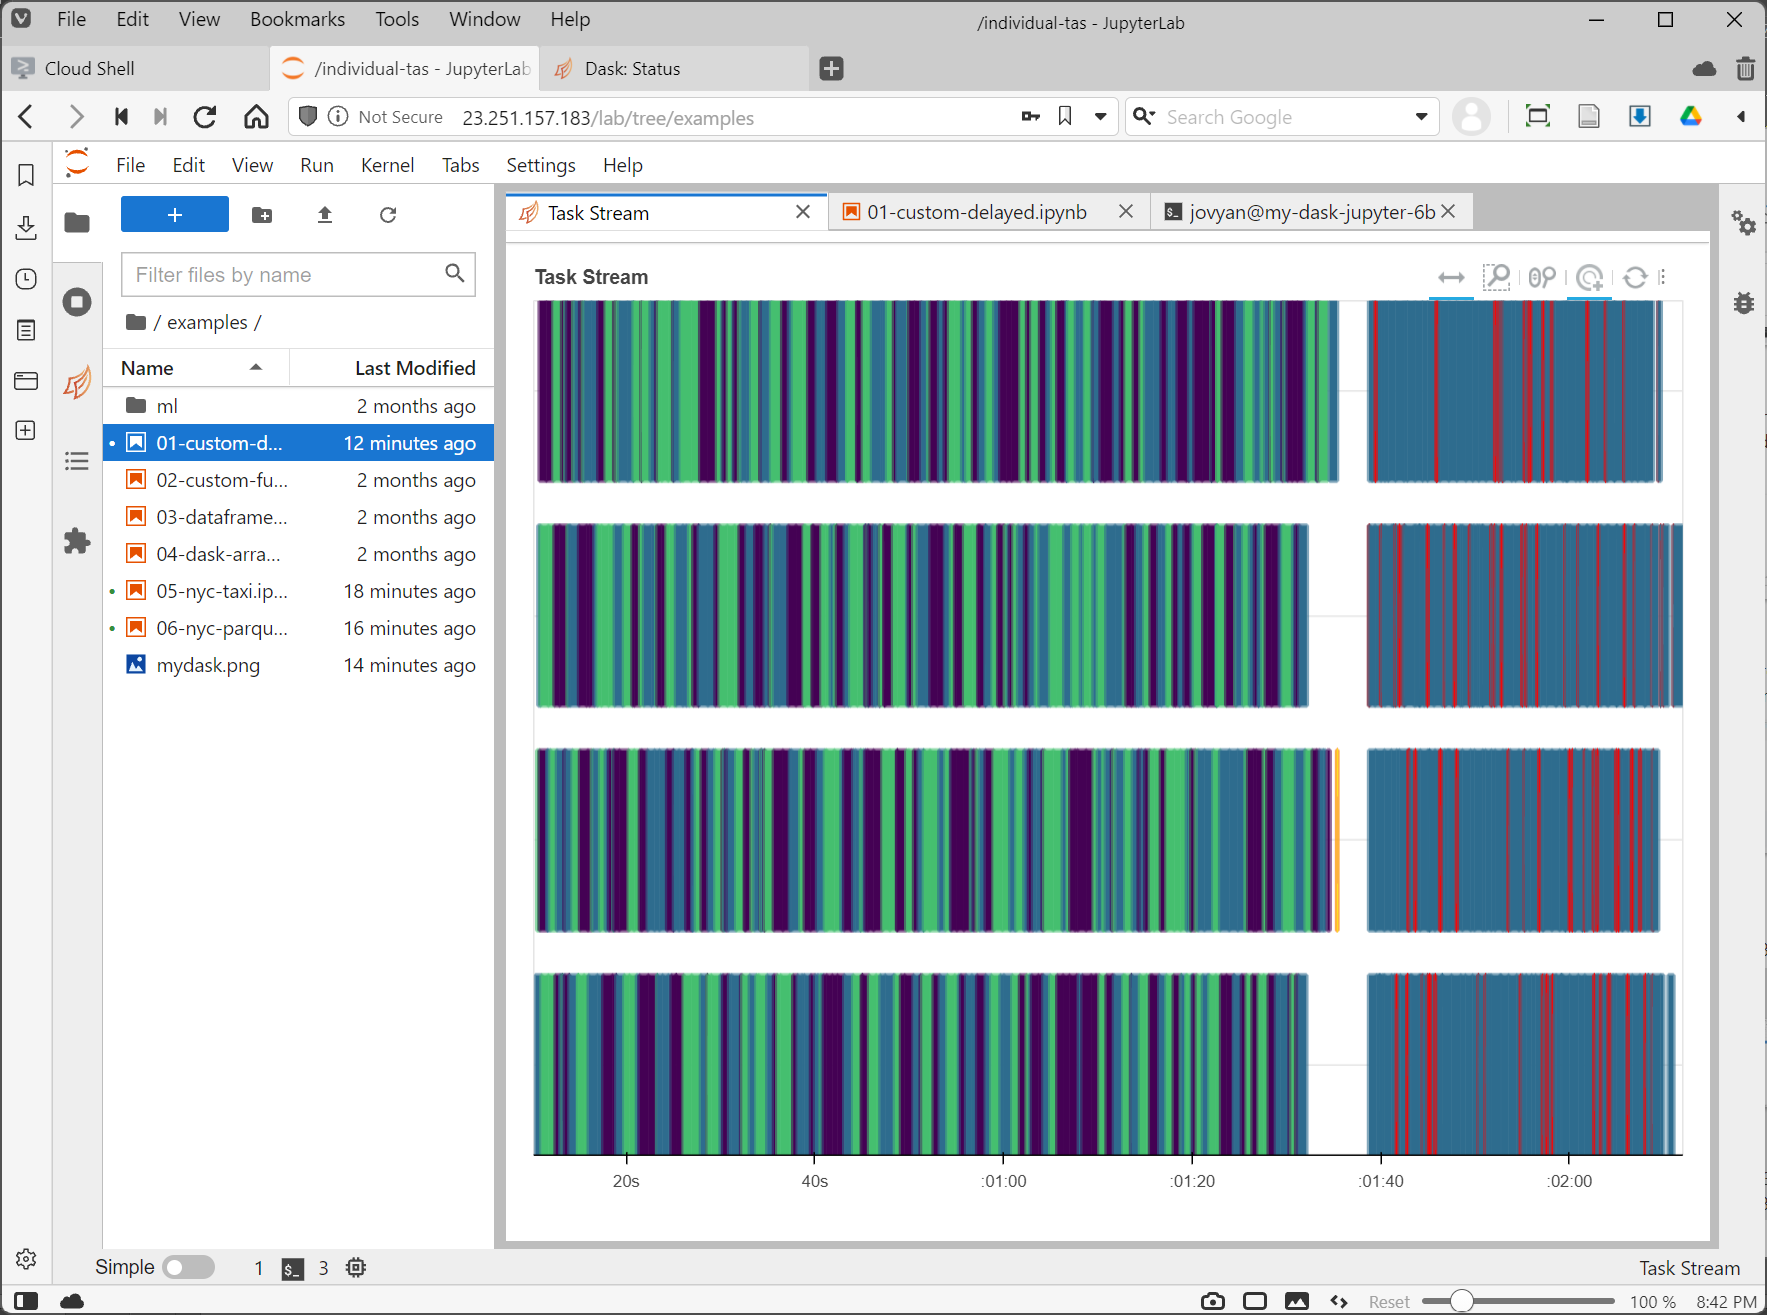 File Edit View Bookmarks Tools Window Help
/individual-tas - JupyterLab
Cloud Shell
/individual-tas - JupyterLab
Dask: Status
Not Secure 23.251.157.183/lab/tree/examples
Search Google
File Edit View Run Kernel Tabs Settings Help
Filter files by name
/ examples /
Name Last Modified
ml 2 months ago
01-custom-d... 12 minutes ago
02-custom-fu... 2 months ago
03-dataframe... 2 months ago
04-dask-arra... 2 months ago
05-nyc-taxi.ip... 18 minutes ago
06-nyc-parqu... 16 minutes ago
mydask.png 14 minutes ago
Task Stream
01-custom-delayed.ipynb
jovyan@my-dask-jupyter-6b
Task Stream
20s 40s :01:00 :01:20 :01:40 :02:00
Simple 1 $_ 3 Task Stream
Reset 100 % 8:42 PM